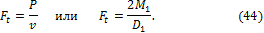 F_t = P/v или F_t = 2M_1/D_1. (44)